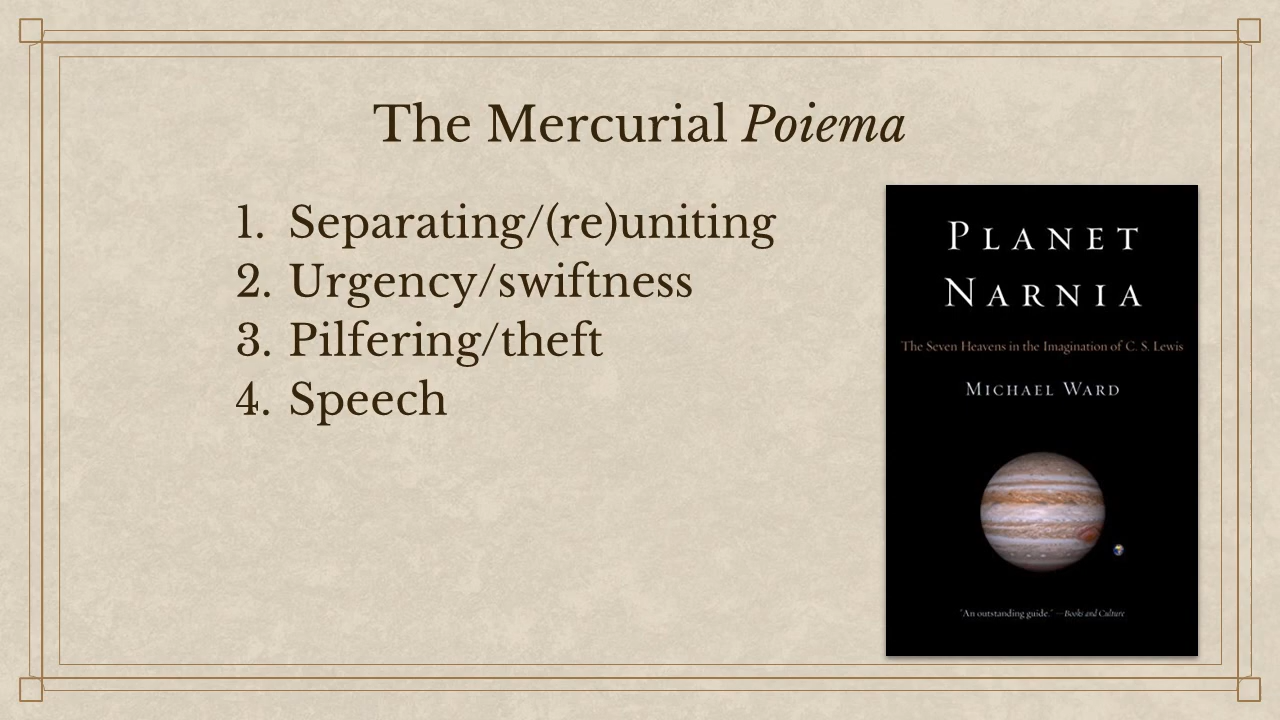 The Mercurial Poiema
1. Separating/(re)uniting
2. Urgency/swiftness
3. Pilfering/theft
4. Speech
PLANET
NARNIA
The Seven Heavens in the Imagination of C. S. Lewis
MICHAEL WARD
"An outstanding guide." —Books and Culture